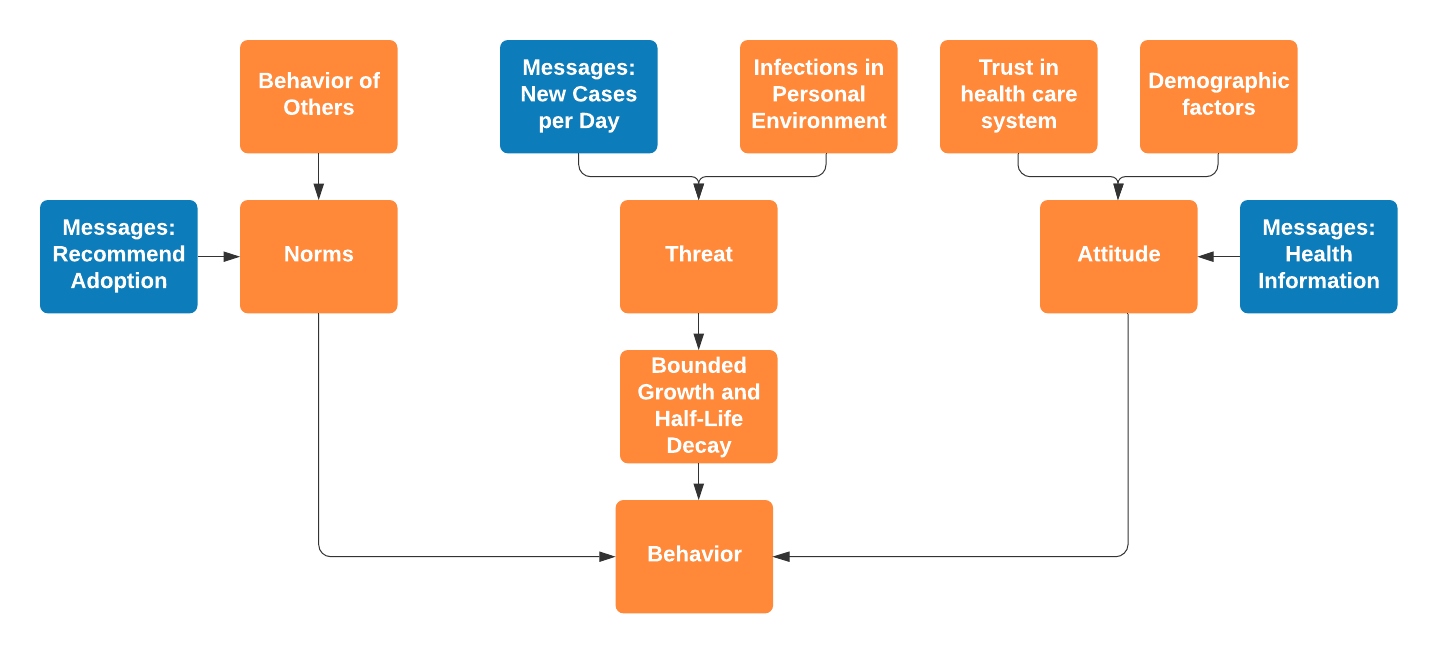 Behavior of
Others
Messages:
New Cases
per Day
Infections in
Personal
Environment
Trust in
health care
system
Demographic
factors
Messages:
Recommend
Adoption
Norms
Threat
Attitude
Messages:
Health
Information
Bounded
Growth and
Half-Life
Decay
Behavior